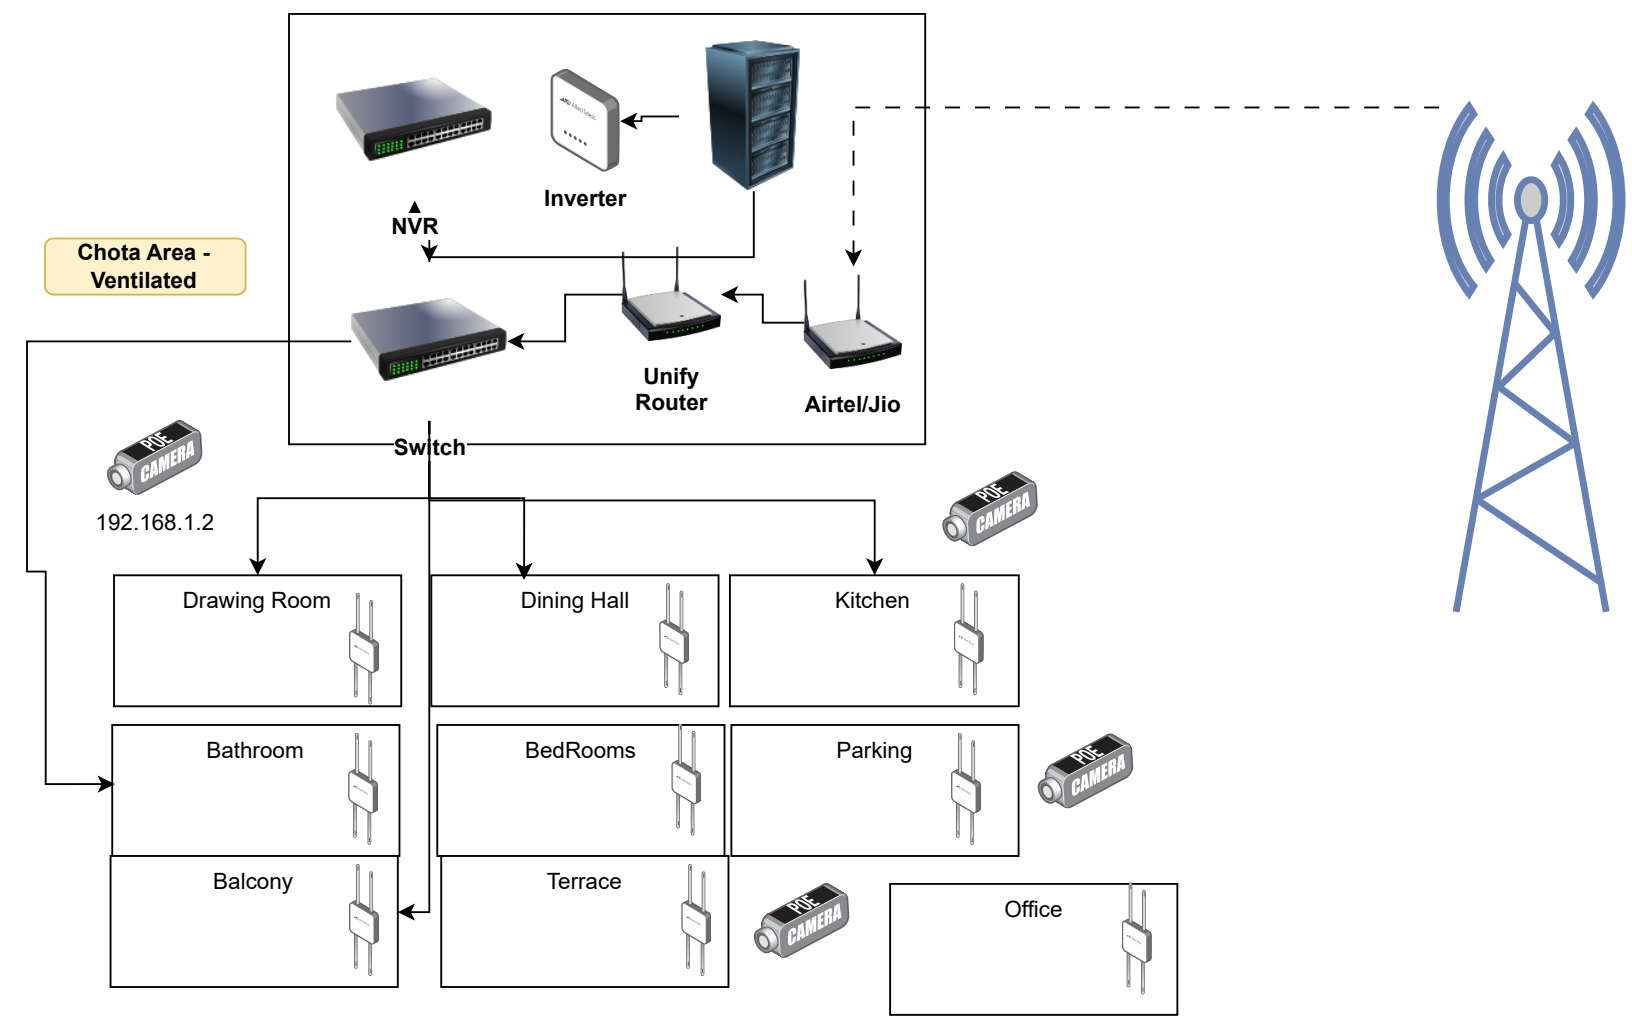 Inverter
NVR
Chota Area -
Ventilated
Unify
Router
Airtel/Jio
Switch
POE
CAMERA
192.168.1.2
POE
CAMERA
Drawing Room
Dining Hall
Kitchen
Bathroom
BedRooms
Parking
POE
CAMERA
Balcony
Terrace
POE
CAMERA
Office